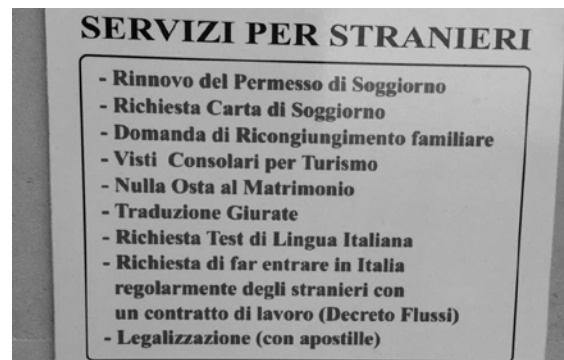 SERVIZI PER STRANIERI
- Rinnovo del Permesso di Soggiorno
- Richiesta Carta di Soggiorno
- Domanda di Ricongiungimento familiare
- Visti Consolari per Turismo
- Nulla Osta al Matrimonio
- Traduzione Giurate
- Richiesta Test di Lingua Italiana
- Richiesta di far entrare in Italia
regolarmente degli stranieri con
un contratto di lavoro (Decreto Flussi)
- Legalizzazione (con apostille)